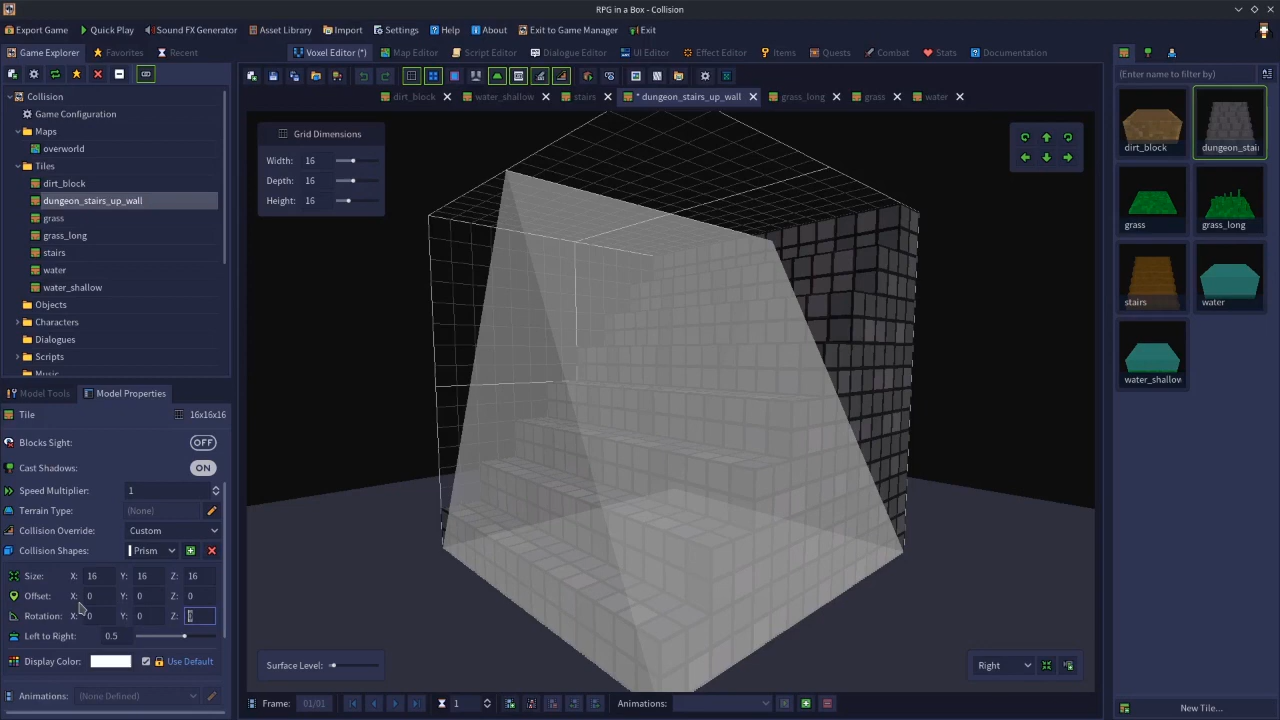 RPG in a Box - Collision
Export Game Quick Play Sound FX Generator Asset Library Import Settings Help About Exit to Game Manager Exit
Game Explorer Favorites Recent Voxel Editor (*) Map Editor Script Editor Dialogue Editor UI Editor Effect Editor Items Quests Combat Stats Documentation
(Enter name to filter by)
Collision
Game Configuration
Maps
overworld
Tiles
dirt_block
dungeon_stairs_up_wall
grass
grass_long
stairs
water
water_shallow
Objects
Characters
Dialogues
Scripts
Music
dirt_block water_shallow stairs * dungeon_stairs_up_wall grass_long grass water
Grid Dimensions
Width: 16
Depth: 16
Height: 16
Model Tools Model Properties
Tile 16x16x16
Blocks Sight: OFF
Cast Shadows: ON
Speed Multiplier: 1
Terrain Type: (None)
Collision Override: Custom
Collision Shapes: Prism
Size: X: 16 Y: 16 Z: 16
Offset: X: 0 Y: 0 Z: 0
Rotation: X: 0 Y: 0 Z: 0
Left to Right: 0.5
Display Color: Use Default
Animations: (None Defined)
Surface Level:
Right
Frame: 01/01 1 Animations:
dirt_block dungeon_stair
grass grass_long
stairs water
water_shallow
New Tile...